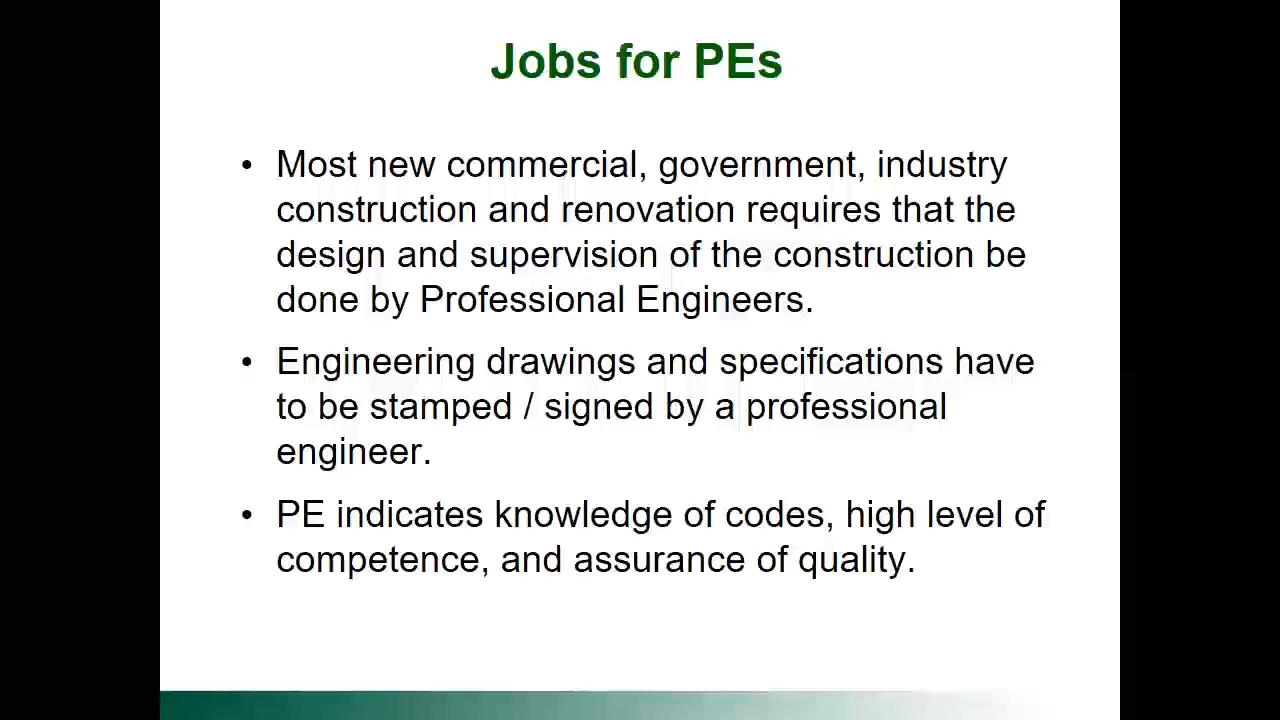 Jobs for PEs
• Most new commercial, government, industry
construction and renovation requires that the
design and supervision of the construction be
done by Professional Engineers.
• Engineering drawings and specifications have
to be stamped / signed by a professional
engineer.
• PE indicates knowledge of codes, high level of
competence, and assurance of quality.